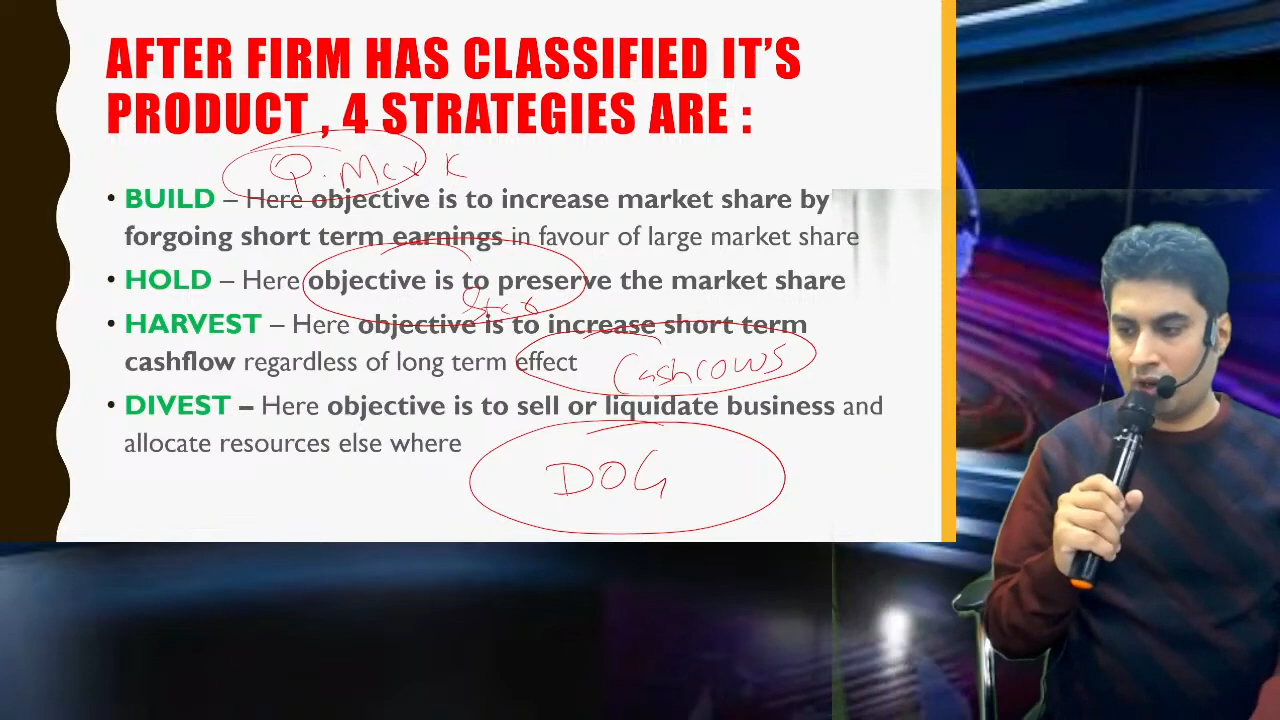 AFTER FIRM HAS CLASSIFIED IT'S
PRODUCT , 4 STRATEGIES ARE :
Q. Mark
• BUILD – Here objective is to increase market share by
forgoing short term earnings in favour of large market share
• HOLD – Here objective is to preserve the market share
Star
• HARVEST – Here objective is to increase short term
cashflow regardless of long term effect
Cashcows
• DIVEST – Here objective is to sell or liquidate business and
allocate resources else where
DOG